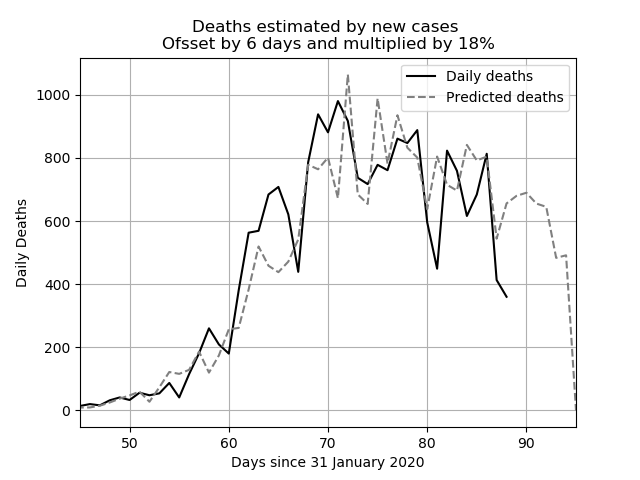 Deaths estimated by new cases
Ofsset by 6 days and multiplied by 18%
Daily deaths
Predicted deaths
1000
800
600
400
200
0
Daily Deaths
50 60 70 80 90
Days since 31 January 2020